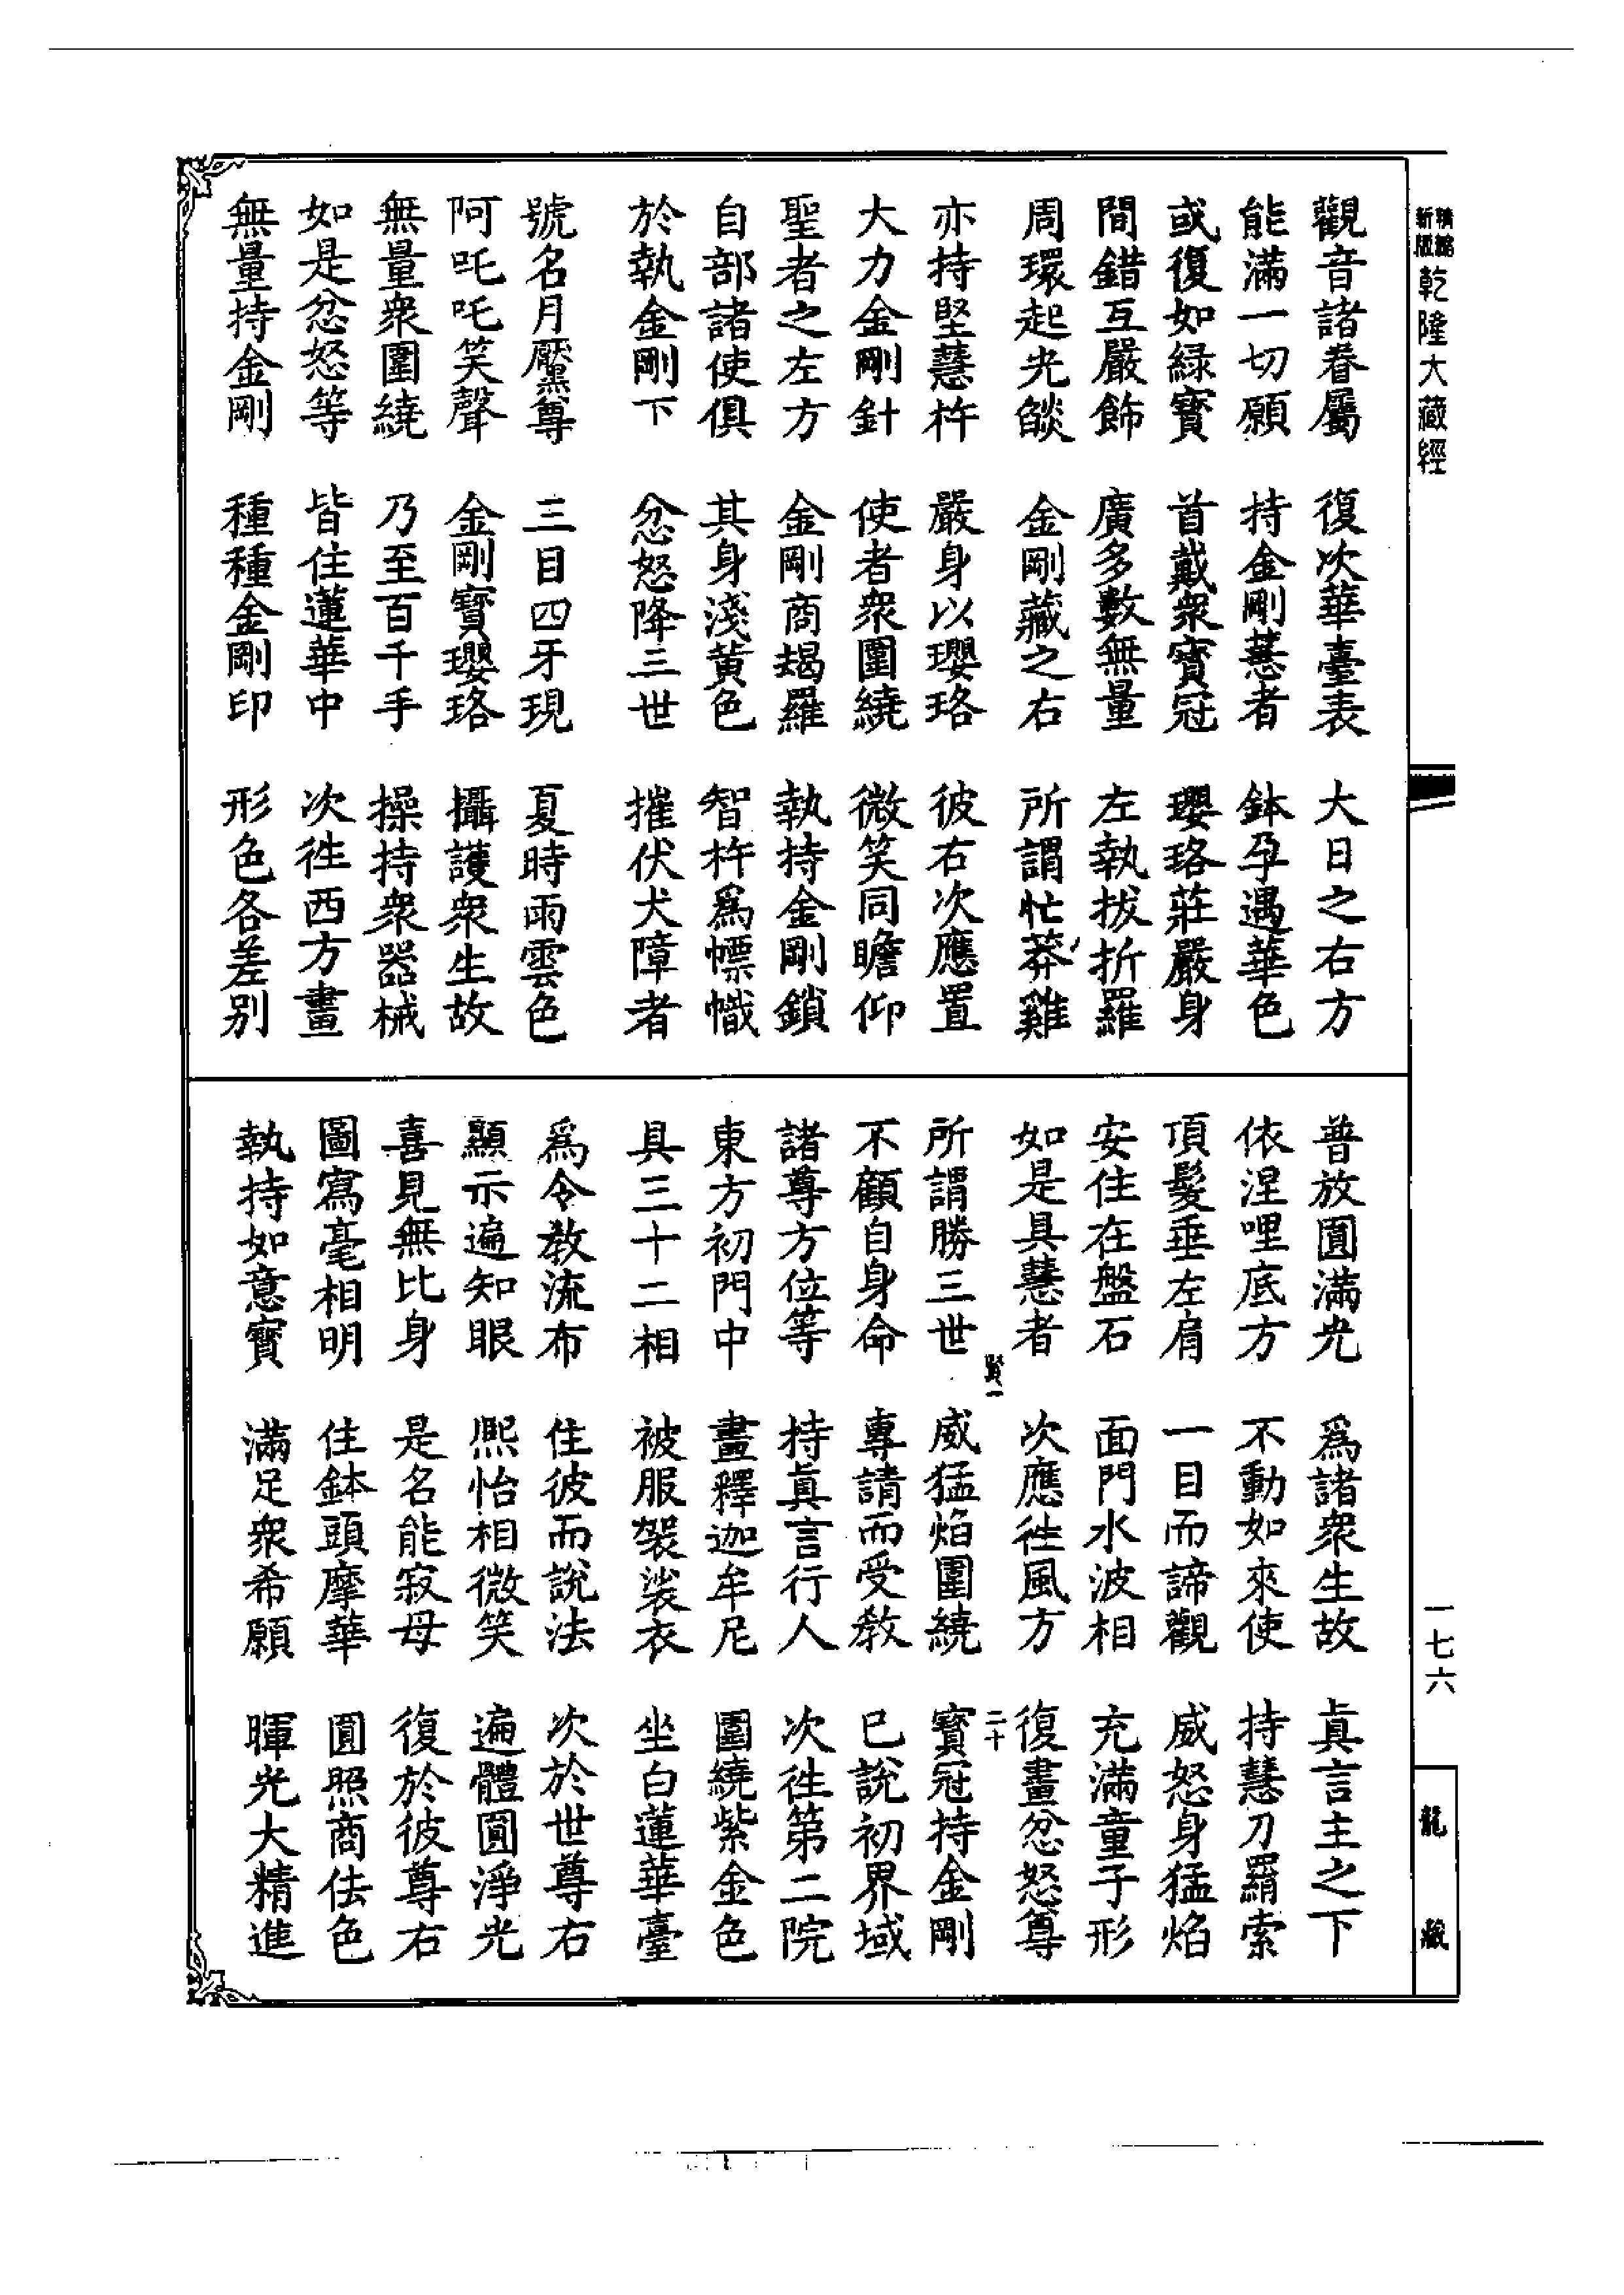 新精
版縮
乾隆大藏經
觀音諸眷屬　復次華臺表　大日之右方
能滿一切願　持金剛慧者　鉢孕遇華色
或復如綠寳　首戴衆寳冠　瓔珞莊嚴身
間錯互嚴飾　廣多數無量　左執拔折羅
周環起光燄　金剛藏之右　所謂忙莽雞
亦持堅慧杵　嚴身以瓔珞　彼右次應置
大力金剛針　使者衆圍繞　微笑同瞻仰
聖者之左方　金剛商朅羅　執持金剛鎖
自部諸使俱　其身淺黃色　智杵爲幖幟
於執金剛下　忿怒降三世　摧伏大障者
號名月黶尊　三目四牙現　夏時雨雲色
阿吒吒笑聲　金剛寳瓔珞　攝護衆生故
無量衆圍繞　乃至百千手　操持衆器械
如是忿怒等　皆住蓮華中　次徃西方畫
無量持金剛　種種金剛印　形色各差別
普放圓滿光　爲諸衆生故　眞言主之下
依涅哩底方　不動如來使　持慧刀羂索
頂髮垂左肩　一目而諦觀　威怒身猛焰
安住在盤石　面門水波相　充滿童子形
如是具慧者　次應徃風方　復畫忿怒尊
賢一　二十
所謂勝三世　威猛焰圍繞　寳冠持金剛
不顧自身命　專請而受教　已說初界域
諸尊方位等　持眞言行人　次徃第二院
東方初門中　畫釋迦牟尼　圍繞紫金色
具三十二相　被服袈裟衣　坐白蓮華臺
爲令教流布　住彼而說法　次於世尊右
顯示遍知眼　熙怡相微笑　遍體圓淨光
喜見無比身　是名能寂母　復於彼尊右
圖寫毫相明　住鉢頭摩華　圓照商佉色
執持如意寳　滿足衆希願　暉光大精進
一七六
龍藏